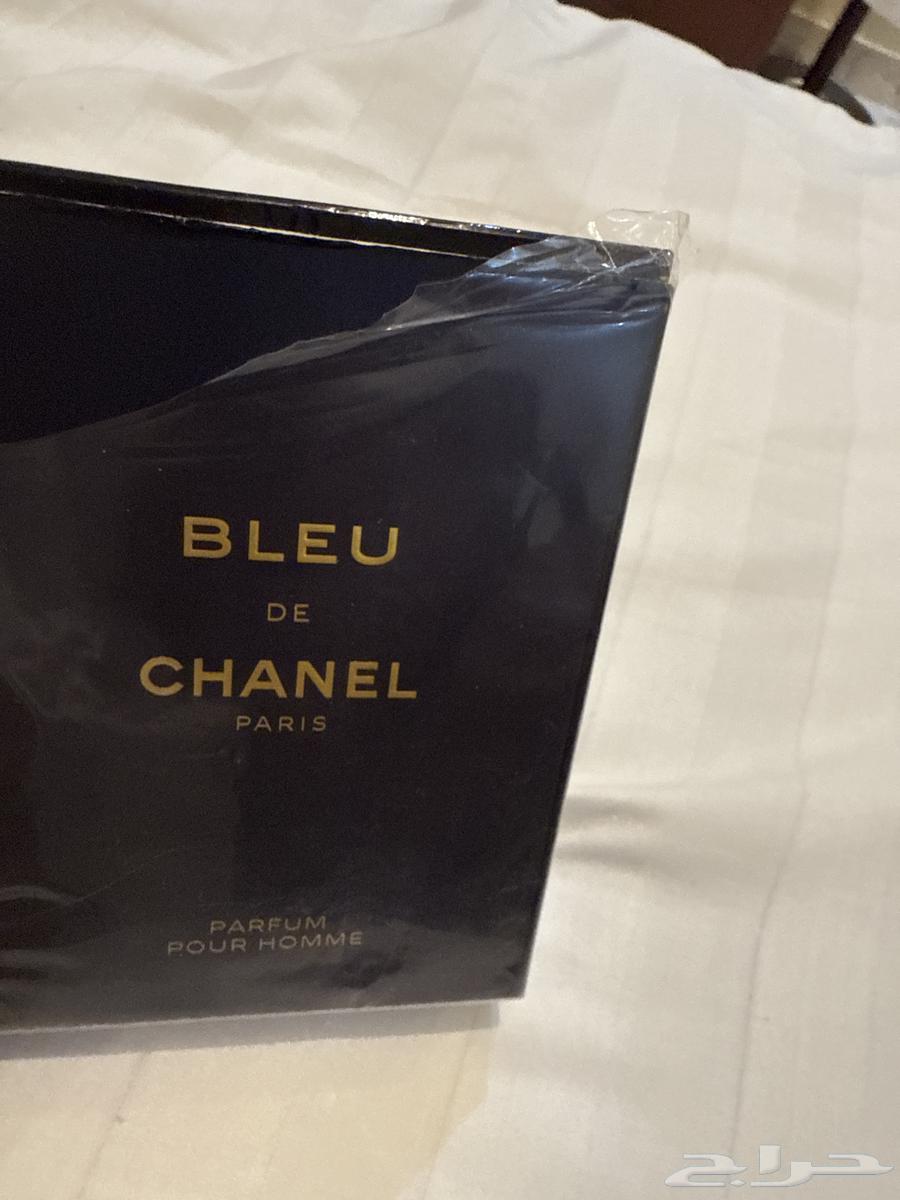 BLEU
DE
CHANEL
PARIS
PARFUM
POUR HOMME
حراج